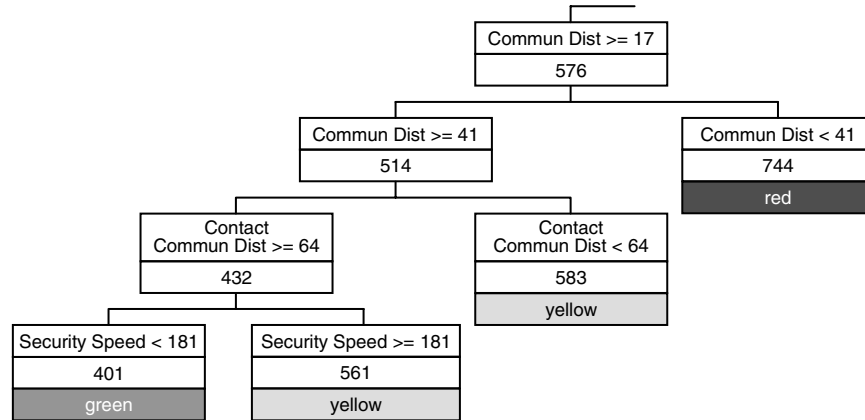 Commun Dist >= 17
576
Commun Dist >= 41
514
Commun Dist < 41
744
red
Contact
Commun Dist >= 64
432
Contact
Commun Dist < 64
583
yellow
Security Speed < 181
401
green
Security Speed >= 181
561
yellow